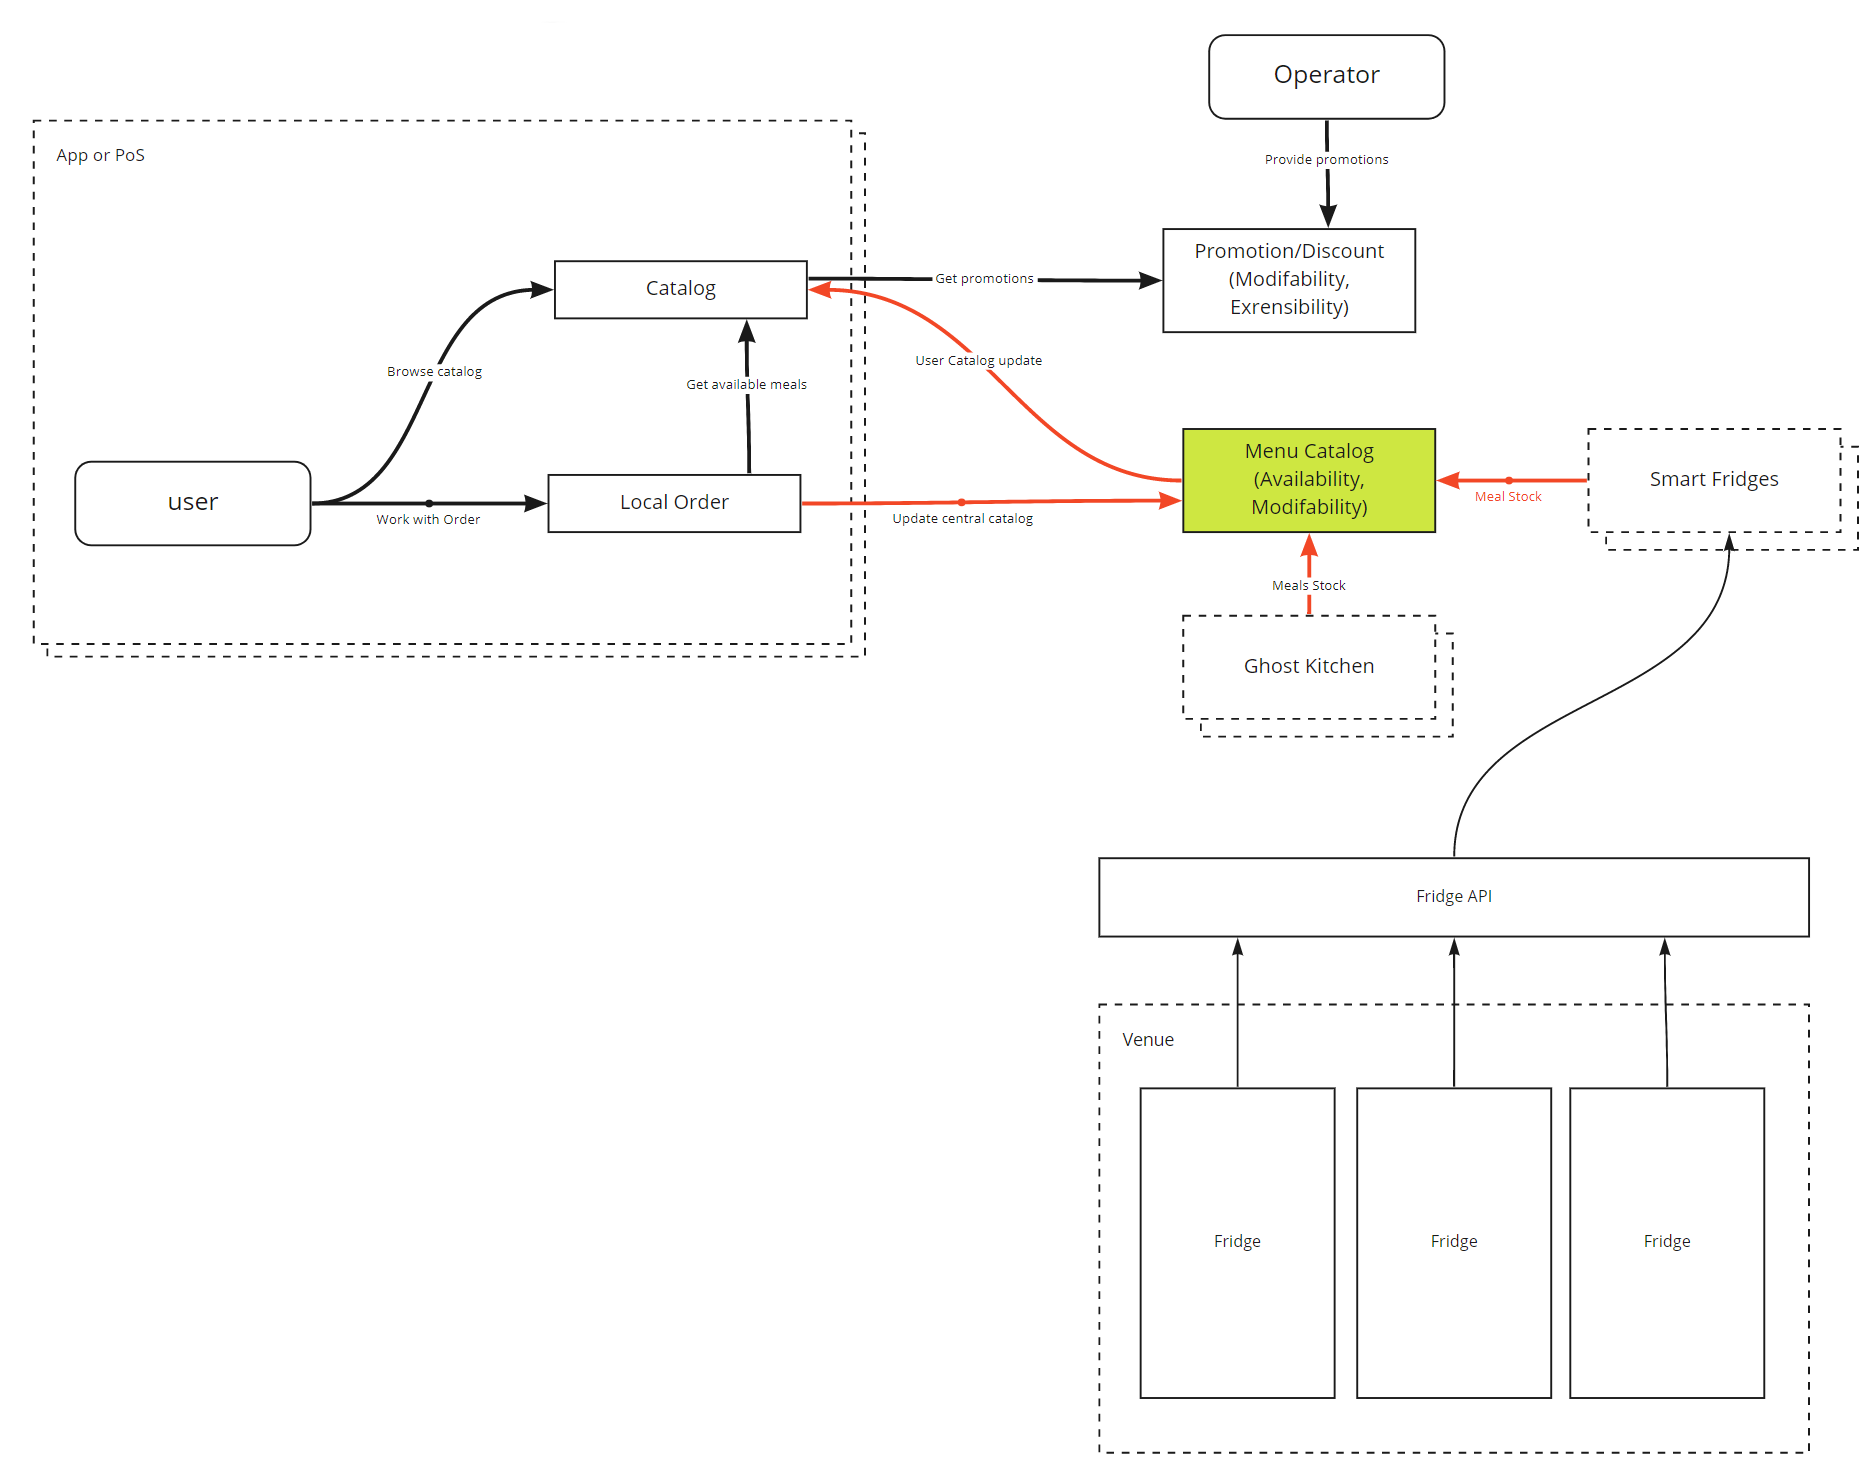 Operator
Provide promotions
App or PoS
Promotion/Discount
(Modifability,
Exrensibility)
Catalog
Get promotions
User Catalog update
Browse catalog
Get available meals
Menu Catalog
(Availability,
Modifability)
Smart Fridges
Meal Stock
user
Work with Order
Local Order
Update central catalog
Meals Stock
Ghost Kitchen
Fridge API
Venue
Fridge
Fridge
Fridge